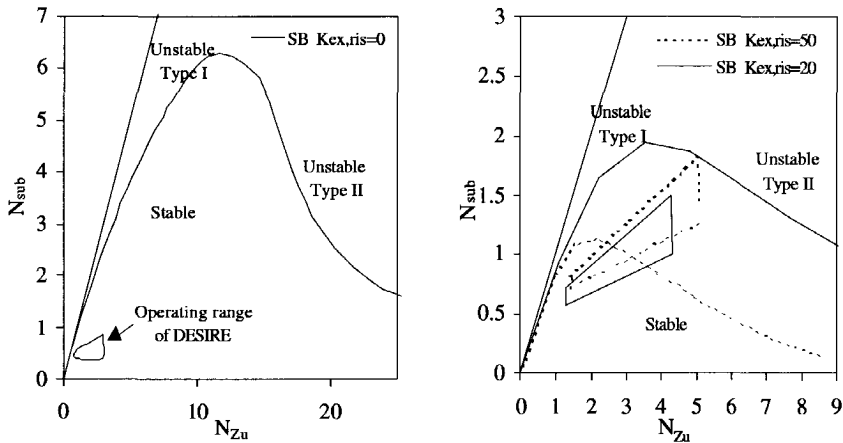 7
6
5
4
3
2
1
0
N_sub
Unstable
Type I
SB Kex,ris=0
Unstable
Type II
Stable
Operating range
of DESIRE
0
10
20
N_Zu
3
2.5
2
1.5
1
0.5
0
N_sub
SB Kex,ris=50
SB Kex,ris=20
Unstable
Type I
Unstable
Type II
Stable
0 1 2 3 4 5 6 7 8 9
N_Zu